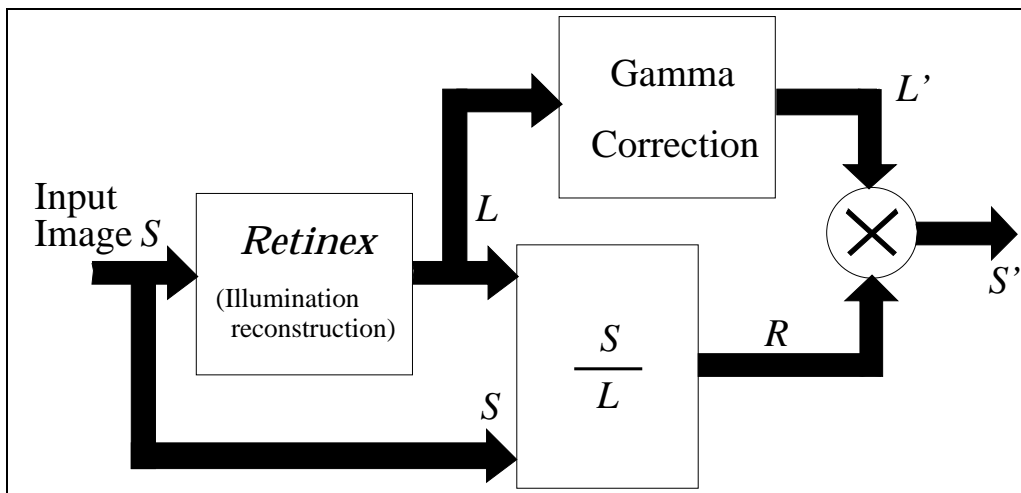 Input
Image S
Retinex
(Illumination
reconstruction)
L
Gamma
Correction
L’
S
S
L
R
S’